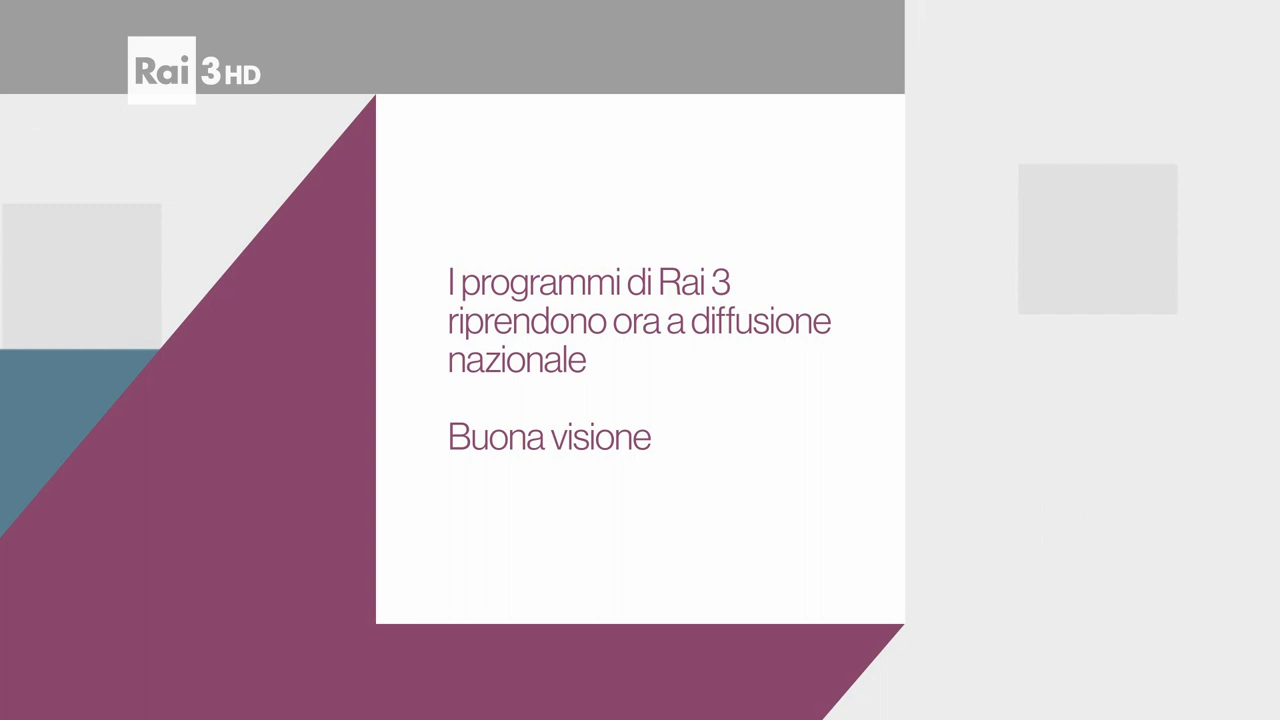 Rai 3 HD
I programmi di Rai 3
riprendono ora a diffusione
nazionale
Buona visione